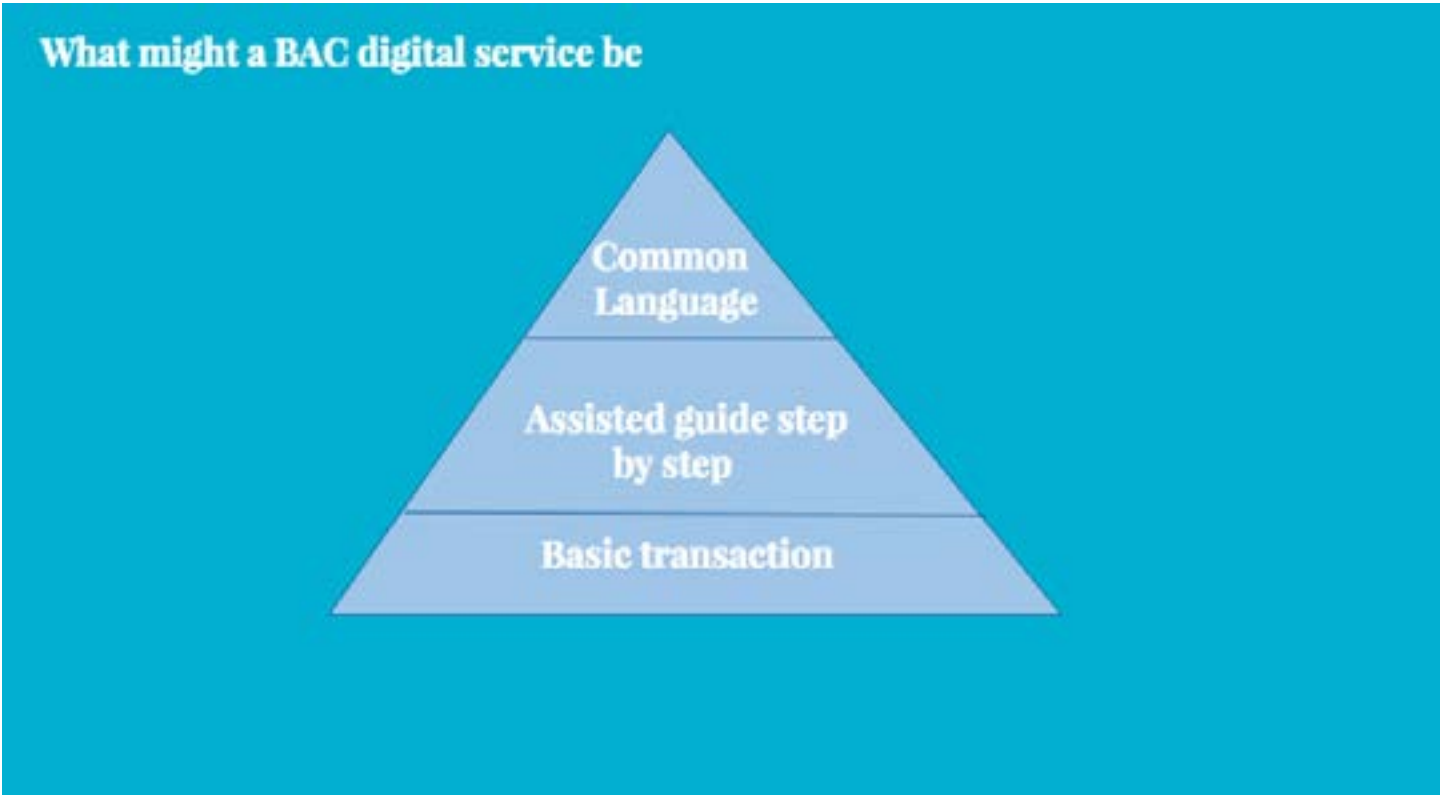 What might a BAC digital service be
Common
Language
Assisted guide step
by step
Basic transaction